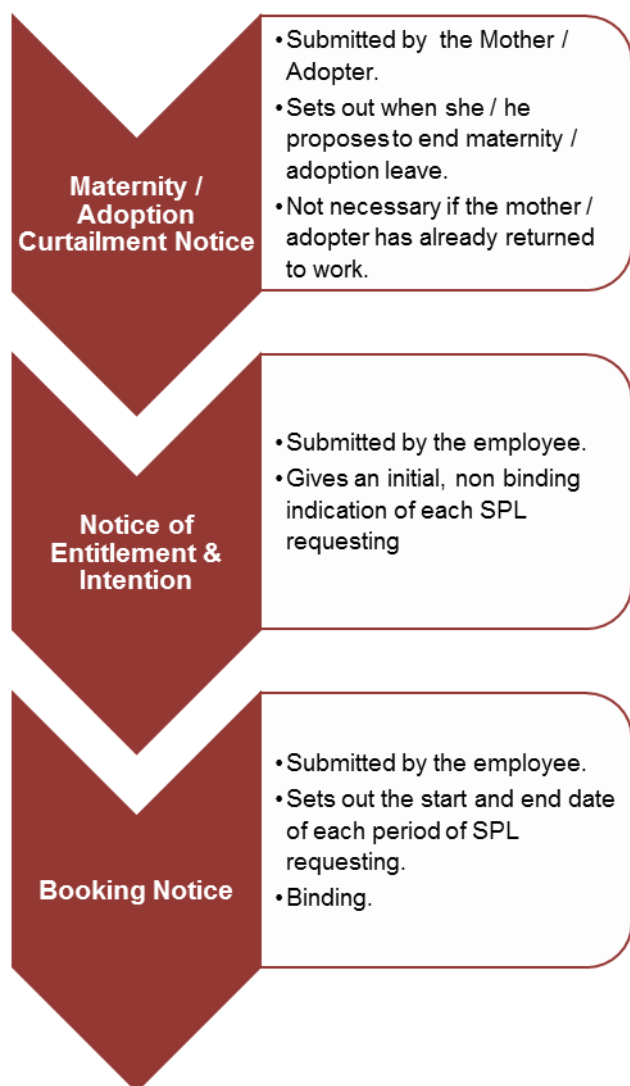 Maternity /
Adoption
Curtailment Notice
•Submitted by the Mother /
Adopter.
•Sets out when she / he
proposes to end maternity /
adoption leave.
•Not necessary if the mother /
adopter has already returned
to work.
Notice of
Entitlement &
Intention
•Submitted by the employee.
•Gives an initial, non binding
indication of each SPL
requesting
Booking Notice
•Submitted by the employee.
•Sets out the start and end date
of each period of SPL
requesting.
•Binding.